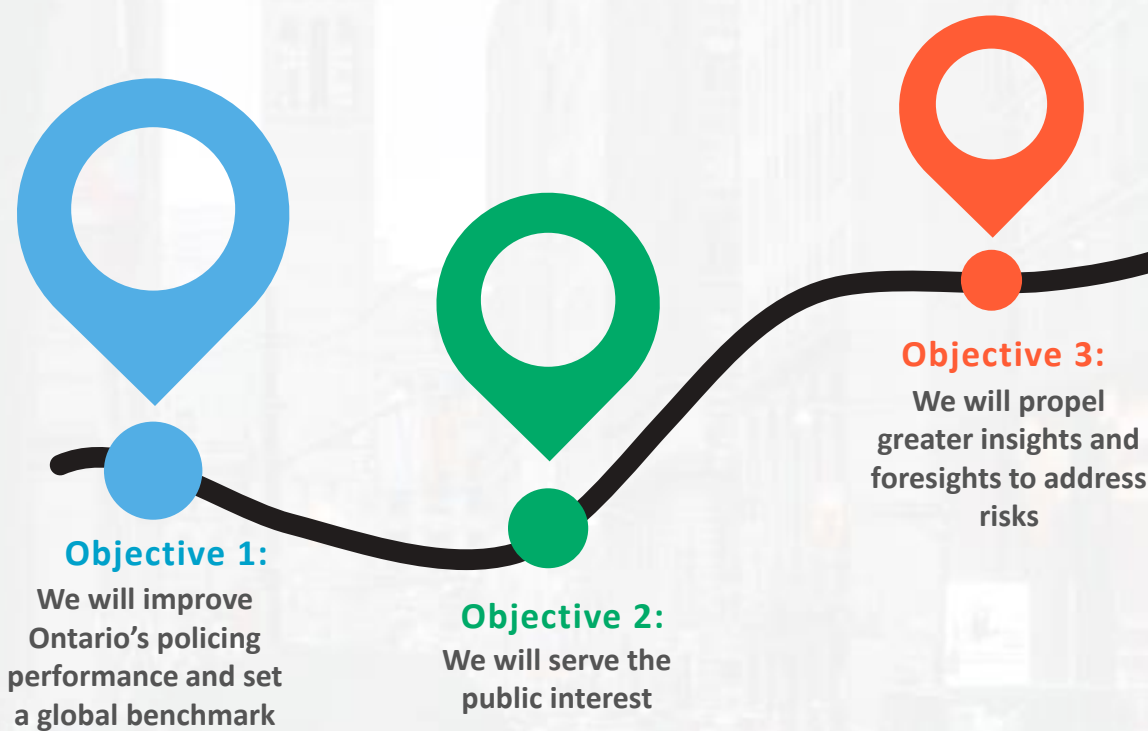 Objective 1:
We will improve
Ontario’s policing
performance and set
a global benchmark
Objective 2:
We will serve the
public interest
Objective 3:
We will propel
greater insights and
foresights to address
risks